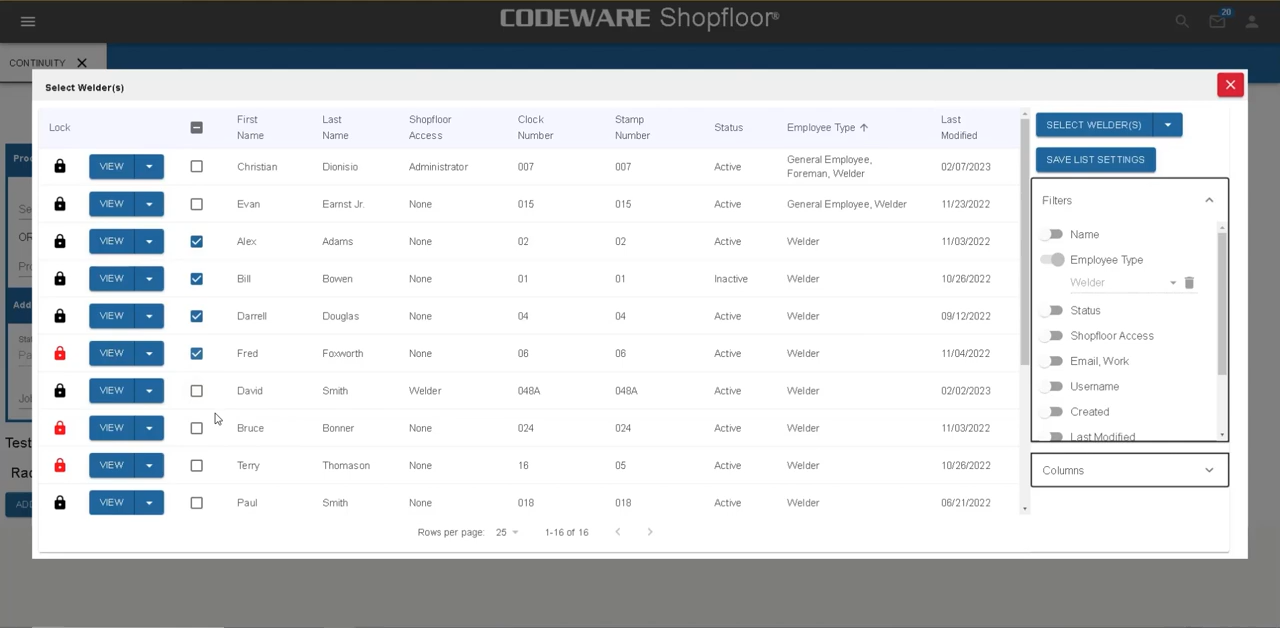 CODEWARE Shopfloor®
20
CONTINUITY
Select Welder(s)
Lock First Name Last Name Shopfloor Access Clock Number Stamp Number Status Employee Type Last Modified
VIEW Christian Dionisio Administrator 007 007 Active General Employee, Foreman, Welder 02/07/2023
VIEW Evan Earnst Jr. None 015 015 Active General Employee, Welder 11/23/2022
VIEW Alex Adams None 02 02 Active Welder 11/03/2022
VIEW Bill Bowen None 01 01 Inactive Welder 10/26/2022
VIEW Darrell Douglas None 04 04 Active Welder 09/12/2022
VIEW Fred Foxworth None 06 06 Active Welder 11/04/2022
VIEW David Smith Welder 048A 048A Active Welder 02/02/2023
VIEW Bruce Bonner None 024 024 Active Welder 11/03/2022
VIEW Terry Thomason None 16 05 Active Welder 10/26/2022
VIEW Paul Smith None 018 018 Active Welder 06/21/2022
Rows per page: 25 1-16 of 16
SELECT WELDER(S)
SAVE LIST SETTINGS
Filters
Name
Employee Type
Welder
Status
Shopfloor Access
Email, Work
Username
Created
Last Modified
Columns
OR